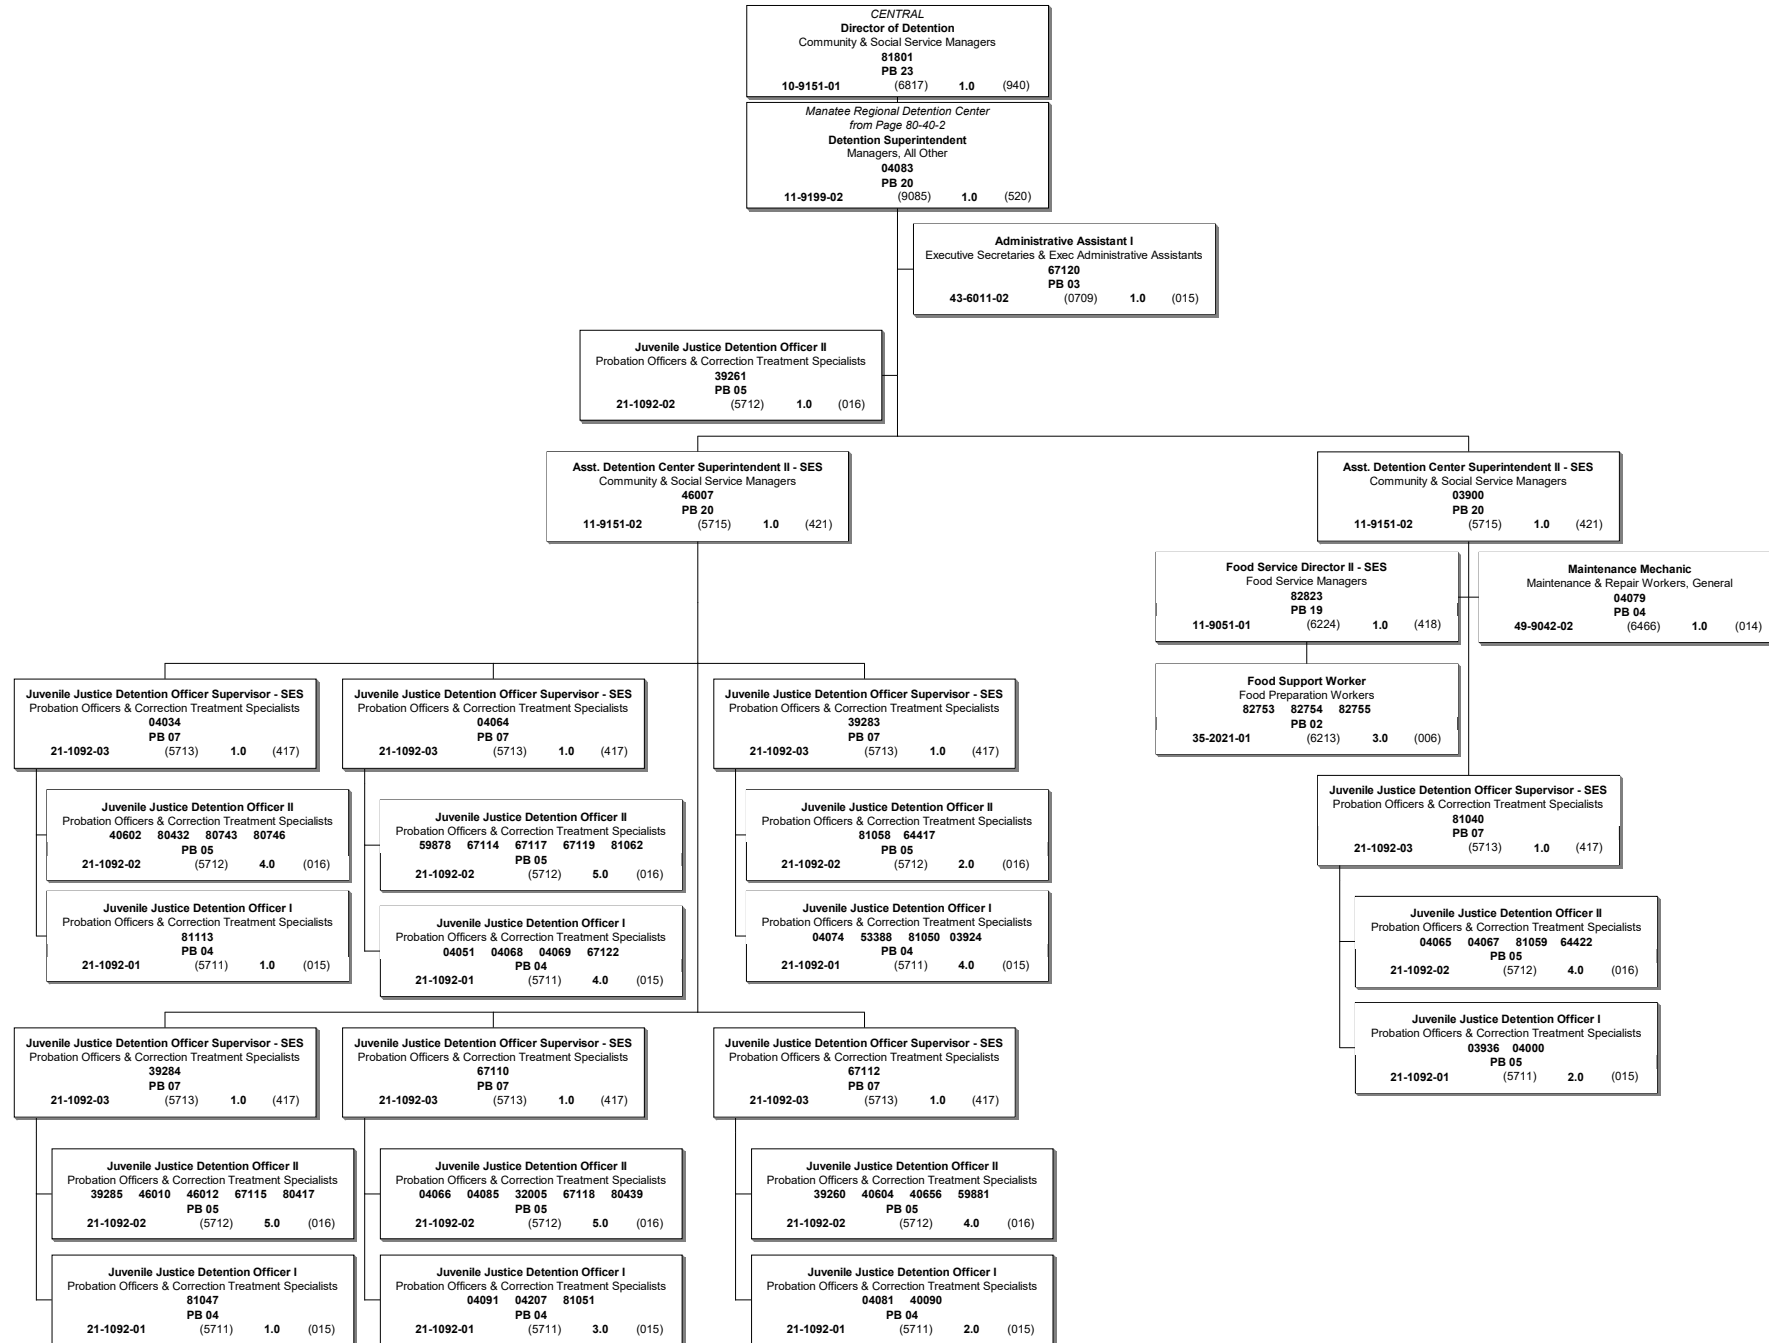 CENTRAL
Director of Detention
Community & Social Service Managers
81801
PB 23
10-9151-01 (6817) 1.0 (940)
Manatee Regional Detention Center
from Page 80-40-2
Detention Superintendent
Managers, All Other
04083
PB 20
11-9199-02 (9085) 1.0 (520)
Administrative Assistant I
Executive Secretaries & Exec Administrative Assistants
67120
PB 03
43-6011-02 (0709) 1.0 (015)
Juvenile Justice Detention Officer II
Probation Officers & Correction Treatment Specialists
39261
PB 05
21-1092-02 (5712) 1.0 (016)
Asst. Detention Center Superintendent II - SES
Community & Social Service Managers
46007
PB 20
11-9151-02 (5715) 1.0 (421)
Asst. Detention Center Superintendent II - SES
Community & Social Service Managers
03900
PB 20
11-9151-02 (5715) 1.0 (421)
Food Service Director II - SES
Food Service Managers
82823
PB 19
11-9051-01 (6224) 1.0 (418)
Maintenance Mechanic
Maintenance & Repair Workers, General
04079
PB 04
49-9042-02 (6466) 1.0 (014)
Food Support Worker
Food Preparation Workers
82753 82754 82755
PB 02
35-2021-01 (6213) 3.0 (006)
Juvenile Justice Detention Officer Supervisor - SES
Probation Officers & Correction Treatment Specialists
04034
PB 07
21-1092-03 (5713) 1.0 (417)
Juvenile Justice Detention Officer II
Probation Officers & Correction Treatment Specialists
40602 80432 80743 80746
PB 05
21-1092-02 (5712) 4.0 (016)
Juvenile Justice Detention Officer I
Probation Officers & Correction Treatment Specialists
81113
PB 04
21-1092-01 (5711) 1.0 (015)
Juvenile Justice Detention Officer Supervisor - SES
Probation Officers & Correction Treatment Specialists
04064
PB 07
21-1092-03 (5713) 1.0 (417)
Juvenile Justice Detention Officer II
Probation Officers & Correction Treatment Specialists
59878 67114 67117 67119 81062
PB 05
21-1092-02 (5712) 5.0 (016)
Juvenile Justice Detention Officer I
Probation Officers & Correction Treatment Specialists
04051 04068 04069 67122
PB 04
21-1092-01 (5711) 4.0 (015)
Juvenile Justice Detention Officer Supervisor - SES
Probation Officers & Correction Treatment Specialists
39283
PB 07
21-1092-03 (5713) 1.0 (417)
Juvenile Justice Detention Officer II
Probation Officers & Correction Treatment Specialists
81058 64417
PB 05
21-1092-02 (5712) 2.0 (016)
Juvenile Justice Detention Officer I
Probation Officers & Correction Treatment Specialists
04074 53388 81050 03924
PB 04
21-1092-01 (5711) 4.0 (015)
Juvenile Justice Detention Officer Supervisor - SES
Probation Officers & Correction Treatment Specialists
81040
PB 07
21-1092-03 (5713) 1.0 (417)
Juvenile Justice Detention Officer II
Probation Officers & Correction Treatment Specialists
04065 04067 81059 64422
PB 05
21-1092-02 (5712) 4.0 (016)
Juvenile Justice Detention Officer I
Probation Officers & Correction Treatment Specialists
03936 04000
PB 05
21-1092-01 (5711) 2.0 (015)
Juvenile Justice Detention Officer Supervisor - SES
Probation Officers & Correction Treatment Specialists
39284
PB 07
21-1092-03 (5713) 1.0 (417)
Juvenile Justice Detention Officer II
Probation Officers & Correction Treatment Specialists
39285 46010 46012 67115 80417
PB 05
21-1092-02 (5712) 5.0 (016)
Juvenile Justice Detention Officer I
Probation Officers & Correction Treatment Specialists
81047
PB 04
21-1092-01 (5711) 1.0 (015)
Juvenile Justice Detention Officer Supervisor - SES
Probation Officers & Correction Treatment Specialists
67110
PB 07
21-1092-03 (5713) 1.0 (417)
Juvenile Justice Detention Officer II
Probation Officers & Correction Treatment Specialists
04066 04085 32005 67118 80439
PB 05
21-1092-02 (5712) 5.0 (016)
Juvenile Justice Detention Officer I
Probation Officers & Correction Treatment Specialists
04091 04207 81051
PB 04
21-1092-01 (5711) 3.0 (015)
Juvenile Justice Detention Officer Supervisor - SES
Probation Officers & Correction Treatment Specialists
67112
PB 07
21-1092-03 (5713) 1.0 (417)
Juvenile Justice Detention Officer II
Probation Officers & Correction Treatment Specialists
39260 40604 40656 59881
PB 05
21-1092-02 (5712) 4.0 (016)
Juvenile Justice Detention Officer I
Probation Officers & Correction Treatment Specialists
04081 40090
PB 04
21-1092-01 (5711) 2.0 (015)